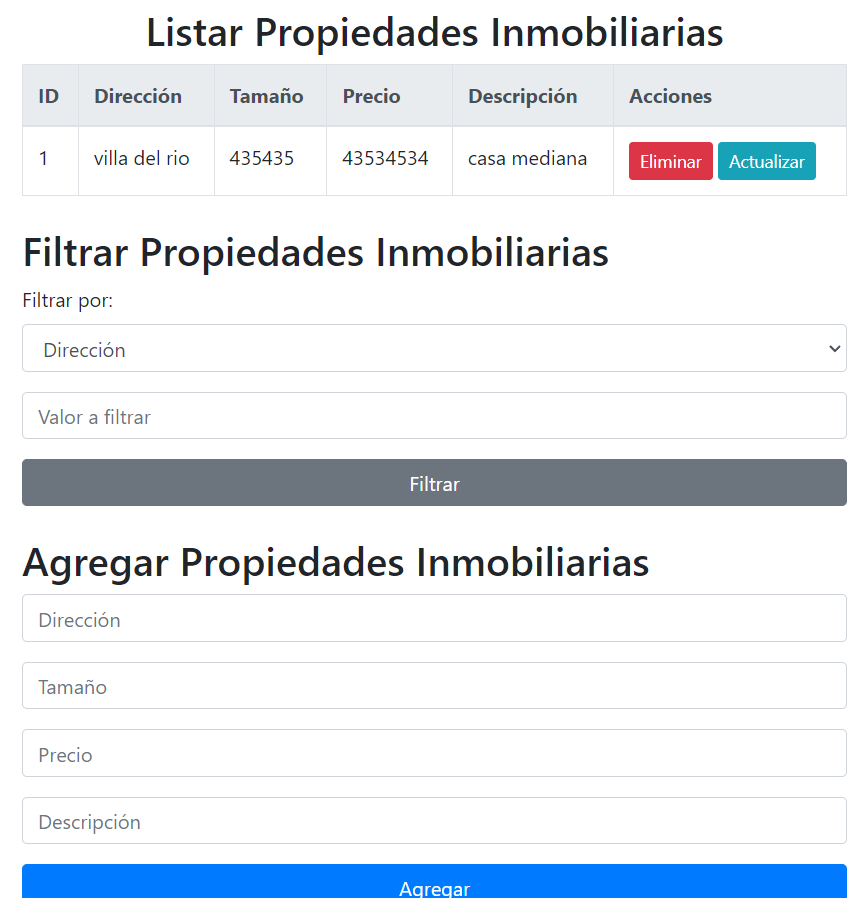 Listar Propiedades Inmobiliarias
ID Dirección Tamaño Precio Descripción Acciones
1 villa del rio 435435 43534534 casa mediana Eliminar Actualizar
Filtrar Propiedades Inmobiliarias
Filtrar por:
Dirección
Valor a filtrar
Filtrar
Agregar Propiedades Inmobiliarias
Dirección
Tamaño
Precio
Descripción
Agregar